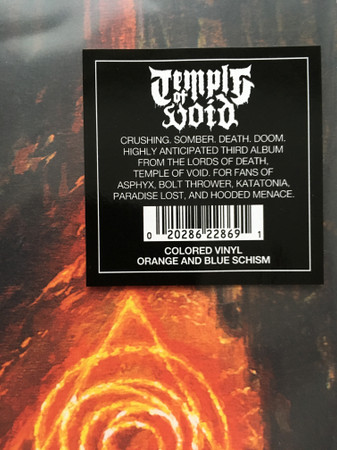 Temple
of
Void
CRUSHING. SOMBER. DEATH. DOOM.
HIGHLY ANTICIPATED THIRD ALBUM
FROM THE LORDS OF DEATH,
TEMPLE OF VOID. FOR FANS OF
ASPHYX, BOLT THROWER, KATATONIA,
PARADISE LOST, AND HOODED MENACE.
0 20286 22869 1
COLORED VINYL
ORANGE AND BLUE SCHISM